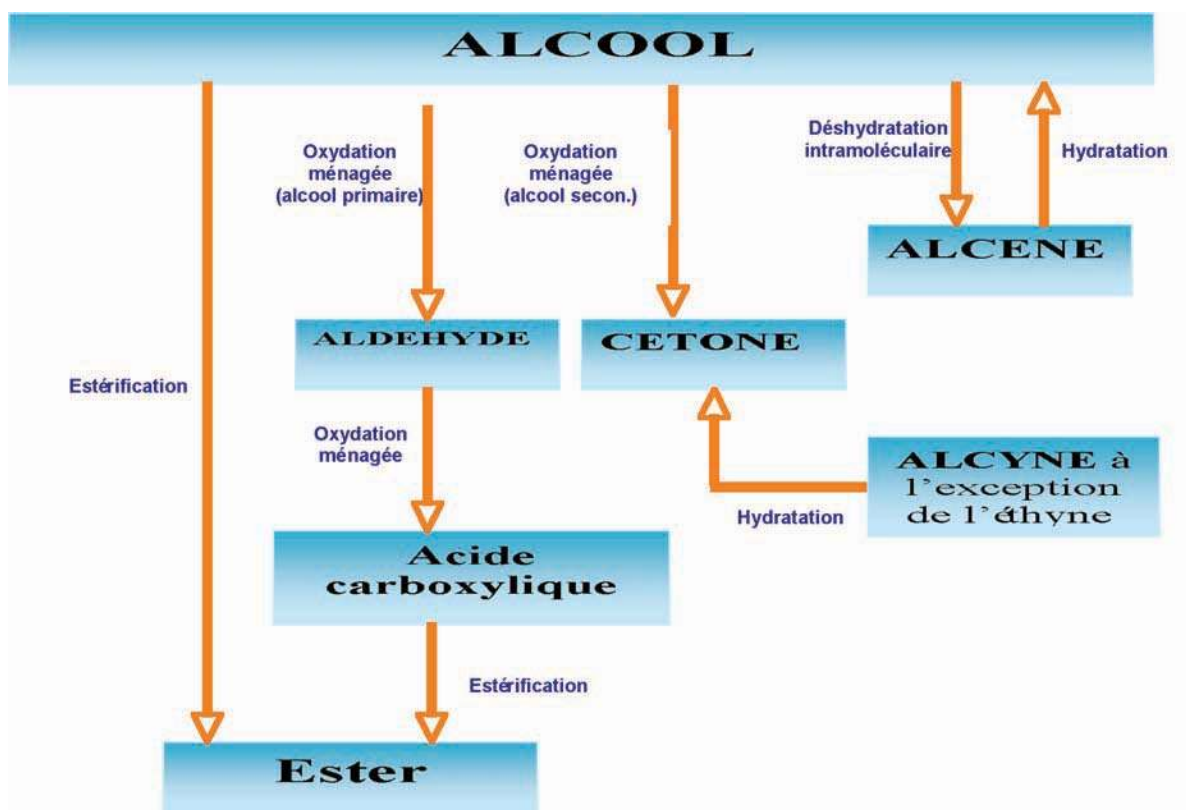 ALCOOL
Oxydation
ménagée
(alcool primaire)
Oxydation
ménagée
(alcool secon.)
Déshydratation
intramoléculaire
Hydratation
ALCENE
ALDEHYDE
CETONE
Estérification
Oxydation
ménagée
ALCYNE à
l'exception
de l'éthyne
Hydratation
Acide
carboxylique
Estérification
Ester